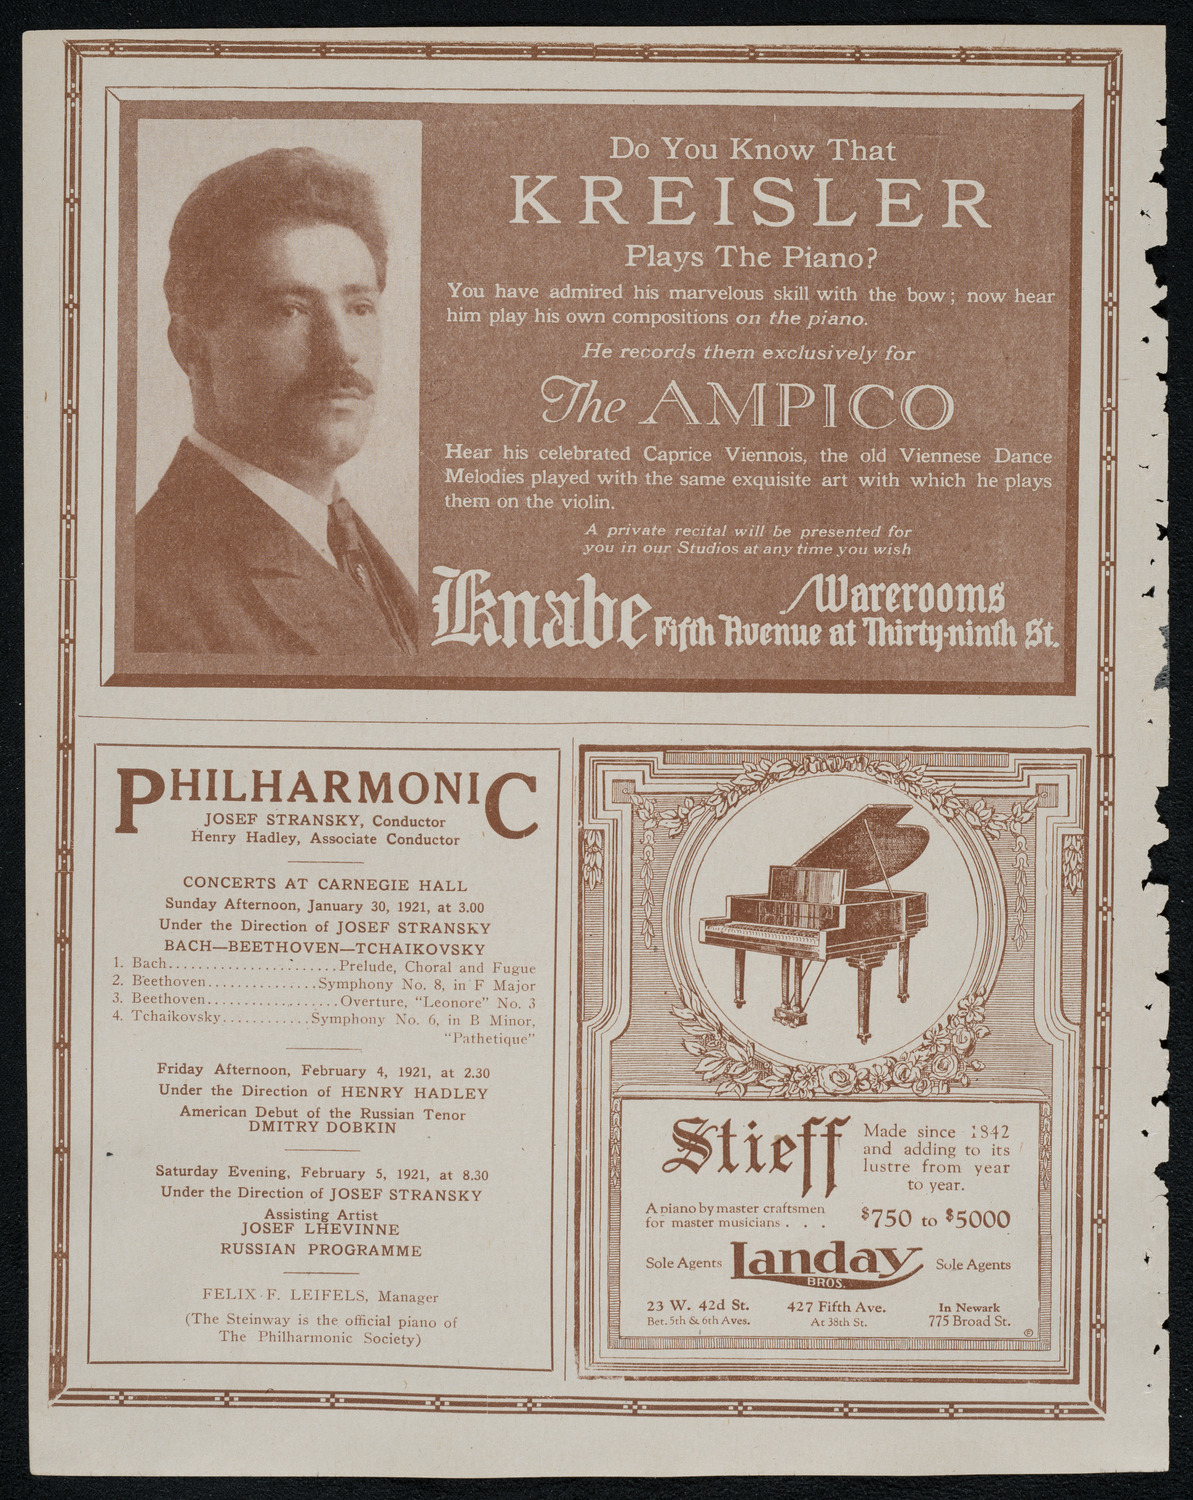 Do You Know That
KREISLER
Plays The Piano?
You have admired his marvelous skill with the bow; now hear
him play his own compositions on the piano.
He records them exclusively for
The AMPICO
Hear his celebrated Caprice Viennois, the old Viennese Dance
Melodies played with the same exquisite art with which he plays
them on the violin.
A private recital will be presented for
you in our Studios at any time you wish
Knabe Warerooms
Fifth Avenue at Thirty-ninth St.
PHILHARMONIC
JOSEF STRANSKY, Conductor
Henry Hadley, Associate Conductor
CONCERTS AT CARNEGIE HALL
Sunday Afternoon, January 30, 1921, at 3.00
Under the Direction of JOSEF STRANSKY
BACH—BEETHOVEN—TCHAIKOVSKY
1. Bach.......................Prelude, Choral and Fugue
2. Beethoven...............Symphony No. 8, in F Major
3. Beethoven..................Overture, "Leonore" No. 3
4. Tchaikovsky............Symphony No. 6, in B Minor,
"Pathetique"
Friday Afternoon, February 4, 1921, at 2.30
Under the Direction of HENRY HADLEY
American Debut of the Russian Tenor
DMITRY DOBKIN
Saturday Evening, February 5, 1921, at 8.30
Under the Direction of JOSEF STRANSKY
Assisting Artist
JOSEF LHEVINNE
RUSSIAN PROGRAMME
FELIX F. LEIFELS, Manager
(The Steinway is the official piano of
The Philharmonic Society)
Stieff
Made since 1842
and adding to its
lustre from year
to year.
A piano by master craftsmen
for master musicians . . .
$750 to $5000
Sole Agents Landay Sole Agents
BROS.
23 W. 42d St. 427 Fifth Ave. In Newark
Bet. 5th & 6th Aves. At 38th St. 775 Broad St.